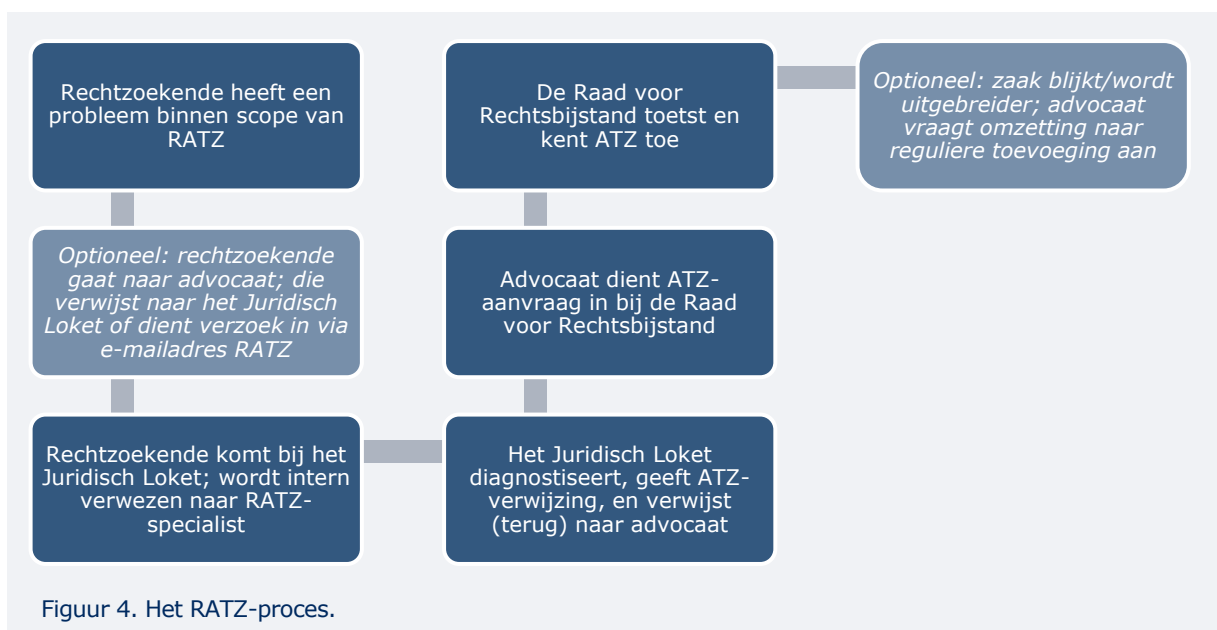 Rechtzoekende heeft een
probleem binnen scope van
RATZ
Optioneel: rechtzoekende
gaat naar advocaat; die
verwijst naar het Juridisch
Loket of dient verzoek in via
e-mailadres RATZ
Rechtzoekende komt bij het
Juridisch Loket; wordt intern
verwezen naar RATZ-
specialist
Het Juridisch Loket
diagnostiseert, geeft ATZ-
verwijzing, en verwijst
(terug) naar advocaat
Advocaat dient ATZ-
aanvraag in bij de Raad
voor Rechtsbijstand
De Raad voor
Rechtsbijstand toetst en
kent ATZ toe
Optioneel: zaak blijkt/wordt
uitgebreider; advocaat
vraagt omzetting naar
reguliere toevoeging aan
Figuur 4. Het RATZ-proces.